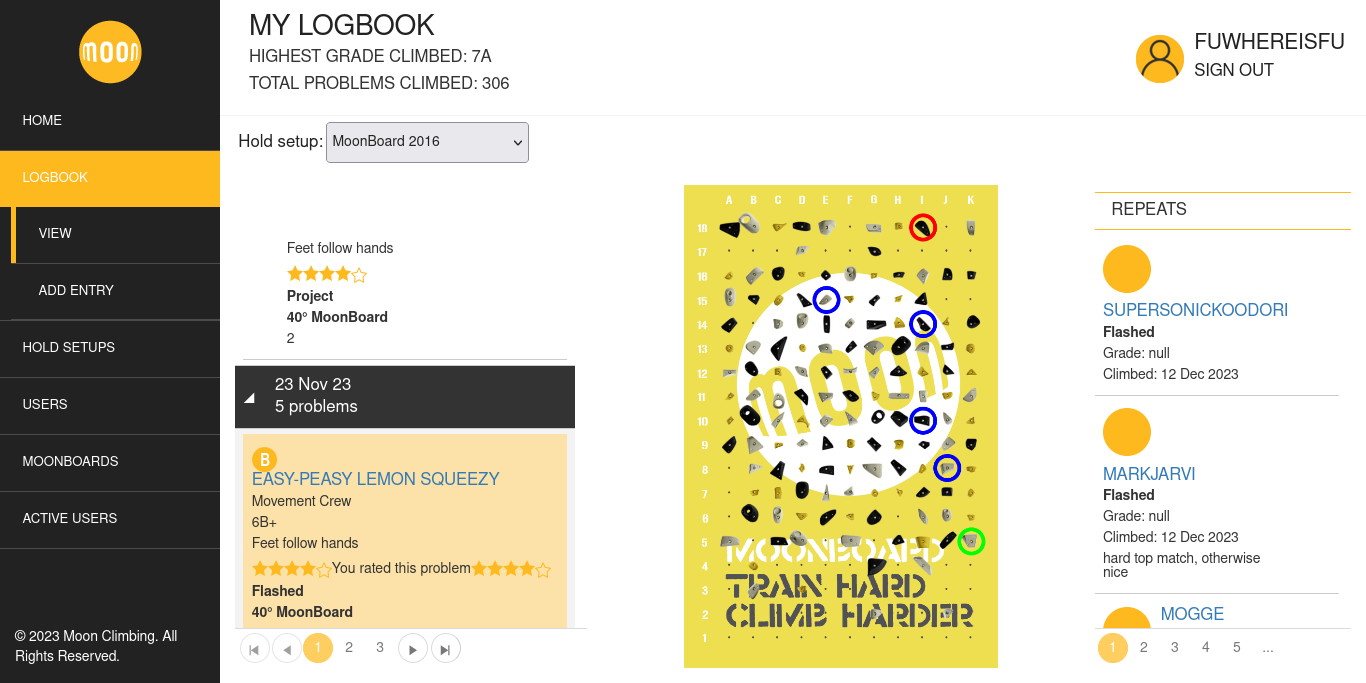 moon
HOME
LOGBOOK
VIEW
ADD ENTRY
HOLD SETUPS
USERS
MOONBOARDS
ACTIVE USERS
© 2023 Moon Climbing. All
Rights Reserved.
MY LOGBOOK
HIGHEST GRADE CLIMBED: 7A
TOTAL PROBLEMS CLIMBED: 306
FUWHEREISFU
SIGN OUT
Hold setup: MoonBoard 2016
Feet follow hands
Project
40° MoonBoard
2
23 Nov 23
5 problems
B
EASY-PEASY LEMON SQUEEZY
Movement Crew
6B+
Feet follow hands
You rated this problem
Flashed
40° MoonBoard
1 2 3
A B C D E F G H I J K
18
17
16
15
14
13
12
11
10
9
8
7
6
5
4
3
2
1
moon
MOONBOARD
TRAIN HARD
CLIMB HARDER
REPEATS
SUPERSONICKOODORI
Flashed
Grade: null
Climbed: 12 Dec 2023
MARKJARVI
Flashed
Grade: null
Climbed: 12 Dec 2023
hard top match, otherwise
nice
MOGGE
1 2 3 4 5 ...